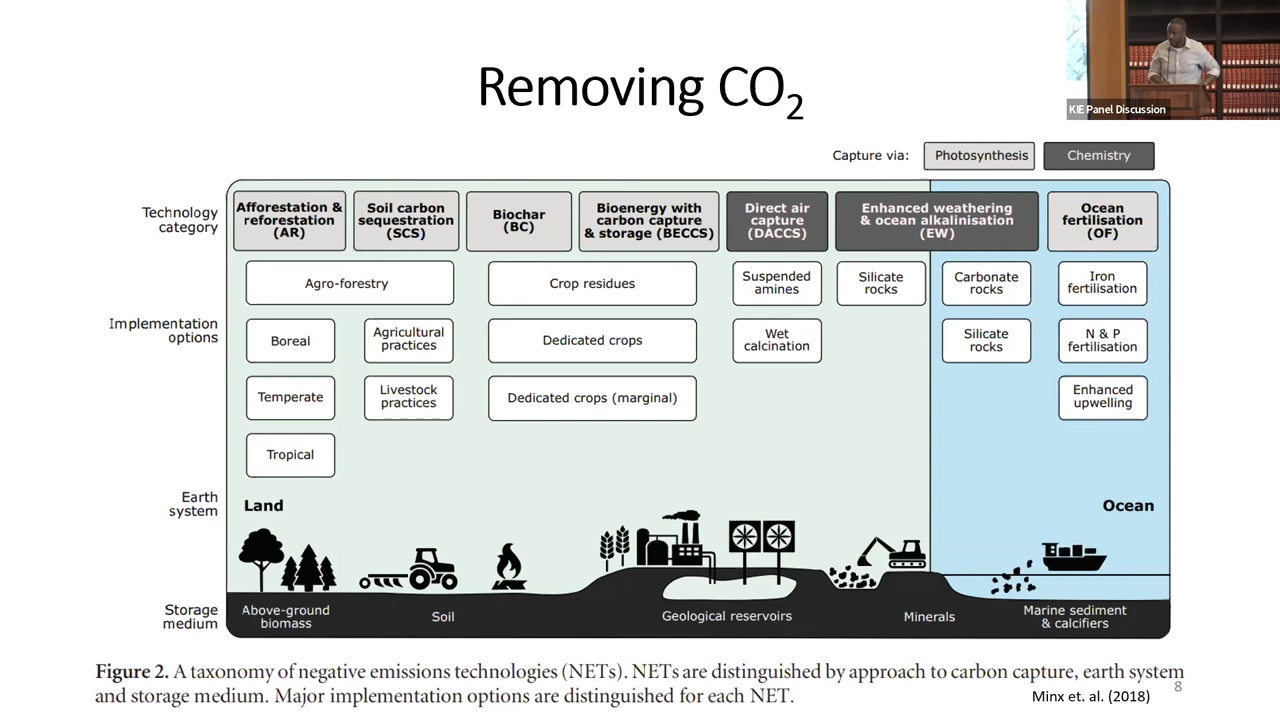 Removing CO₂
KIE Panel Discussion
Capture via:
Photosynthesis
Chemistry
Technology
category
Afforestation &
reforestation
(AR)
Soil carbon
sequestration
(SCS)
Biochar
(BC)
Bioenergy with
carbon capture
& storage (BECCS)
Direct air
capture
(DACCS)
Enhanced weathering
& ocean alkalinisation
(EW)
Ocean
fertilisation
(OF)
Implementation
options
Agro-forestry
Crop residues
Suspended
amines
Silicate
rocks
Carbonate
rocks
Iron
fertilisation
Boreal
Agricultural
practices
Dedicated crops
Wet
calcination
Silicate
rocks
N & P
fertilisation
Temperate
Livestock
practices
Dedicated crops (marginal)
Enhanced
upwelling
Tropical
Earth
system
Land
Ocean
Storage
medium
Above-ground
biomass
Soil
Geological reservoirs
Minerals
Marine sediment
& calcifiers
Figure 2. A taxonomy of negative emissions technologies (NETs). NETs are distinguished by approach to carbon capture, earth system
and storage medium. Major implementation options are distinguished for each NET.
Minx et. al. (2018)
8